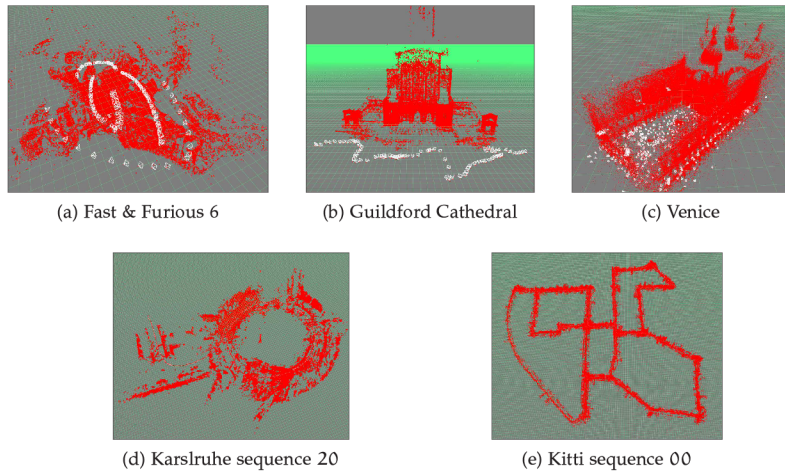 (a) Fast & Furious 6
(b) Guildford Cathedral
(c) Venice
(d) Karslruhe sequence 20
(e) Kitti sequence 00